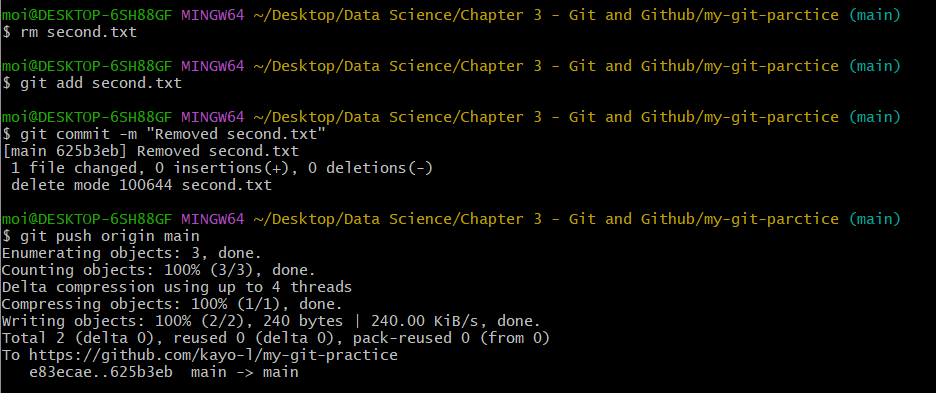 moi@DESKTOP-6SH88GF MINGW64 ~/Desktop/Data Science/Chapter 3 - Git and Github/my-git-parctice (main)
$ rm second.txt
moi@DESKTOP-6SH88GF MINGW64 ~/Desktop/Data Science/Chapter 3 - Git and Github/my-git-parctice (main)
$ git add second.txt
moi@DESKTOP-6SH88GF MINGW64 ~/Desktop/Data Science/Chapter 3 - Git and Github/my-git-parctice (main)
$ git commit -m "Removed second.txt"
[main 625b3eb] Removed second.txt
 1 file changed, 0 insertions(+), 0 deletions(-)
 delete mode 100644 second.txt
moi@DESKTOP-6SH88GF MINGW64 ~/Desktop/Data Science/Chapter 3 - Git and Github/my-git-parctice (main)
$ git push origin main
Enumerating objects: 3, done.
Counting objects: 100% (3/3), done.
Delta compression using up to 4 threads
Compressing objects: 100% (1/1), done.
Writing objects: 100% (2/2), 240 bytes | 240.00 KiB/s, done.
Total 2 (delta 0), reused 0 (delta 0), pack-reused 0 (from 0)
To https://github.com/kayo-l/my-git-practice
   e83ecae..625b3eb  main -> main